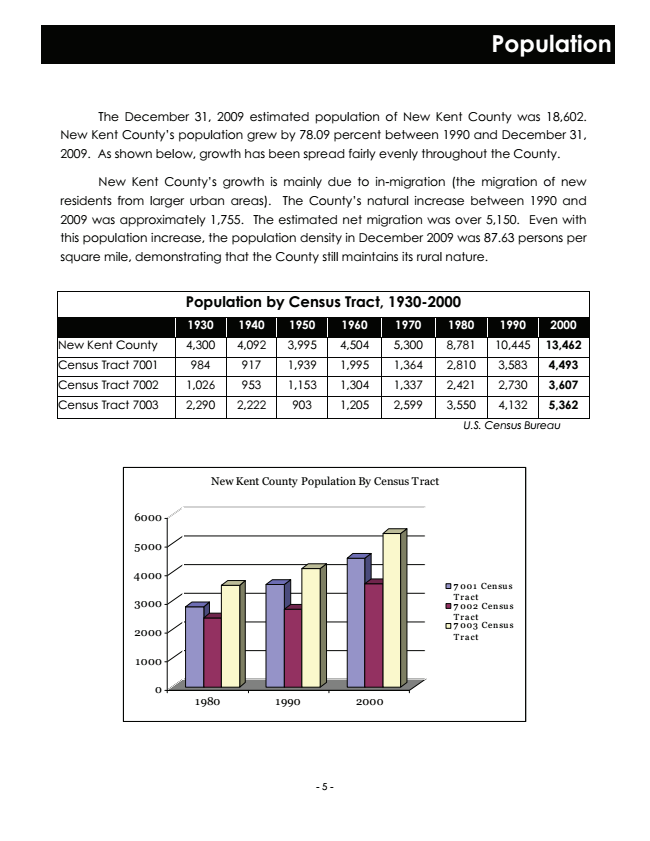 Population
The December 31, 2009 estimated population of New Kent County was 18,602.
New Kent County's population grew by 78.09 percent between 1990 and December 31,
2009. As shown below, growth has been spread fairly evenly throughout the County.
New Kent County's growth is mainly due to in-migration (the migration of new
residents from larger urban areas). The County's natural increase between 1990 and
2009 was approximately 1,755. The estimated net migration was over 5,150. Even with
this population increase, the population density in December 2009 was 87.63 persons per
square mile, demonstrating that the County still maintains its rural nature.
Population by Census Tract, 1930-2000
1930 1940 1950 1960 1970 1980 1990 2000
New Kent County 4,300 4,092 3,995 4,504 5,300 8,781 10,445 13,462
Census Tract 7001 984 917 1,939 1,995 1,364 2,810 3,583 4,493
Census Tract 7002 1,026 953 1,153 1,304 1,337 2,421 2,730 3,607
Census Tract 7003 2,290 2,222 903 1,205 2,599 3,550 4,132 5,362
U.S. Census Bureau
New Kent County Population By Census Tract
6000
5000
4000
3000
2000
1000
0
1980 1990 2000
7001 Census
Tract
7002 Census
Tract
7003 Census
Tract
- 5 -